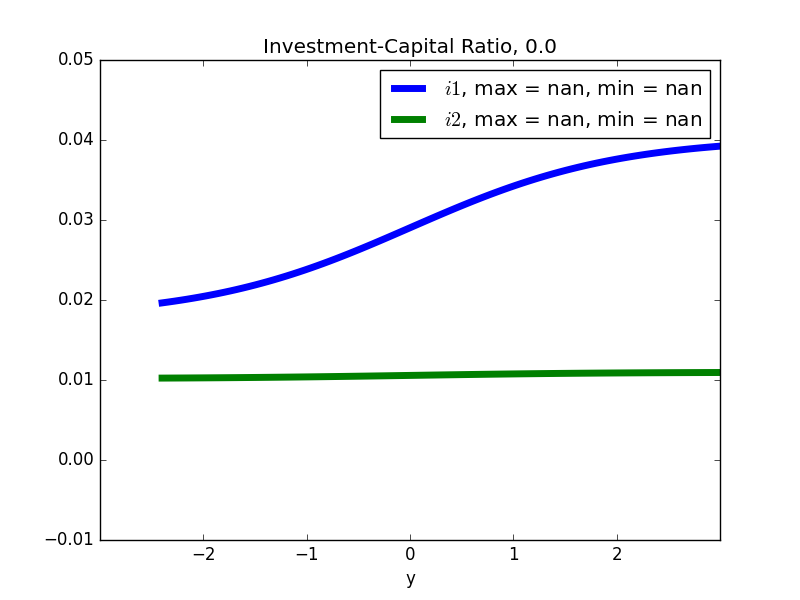 Investment-Capital Ratio, 0.0
i1, max = nan, min = nan
i2, max = nan, min = nan
0.05
0.04
0.03
0.02
0.01
0.00
−0.01
−2 −1 0 1 2
y